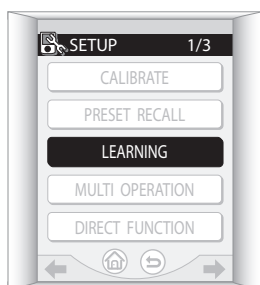 SETUP 1/3
CALIBRATE
PRESET RECALL
LEARNING
MULTI OPERATION
DIRECT FUNCTION